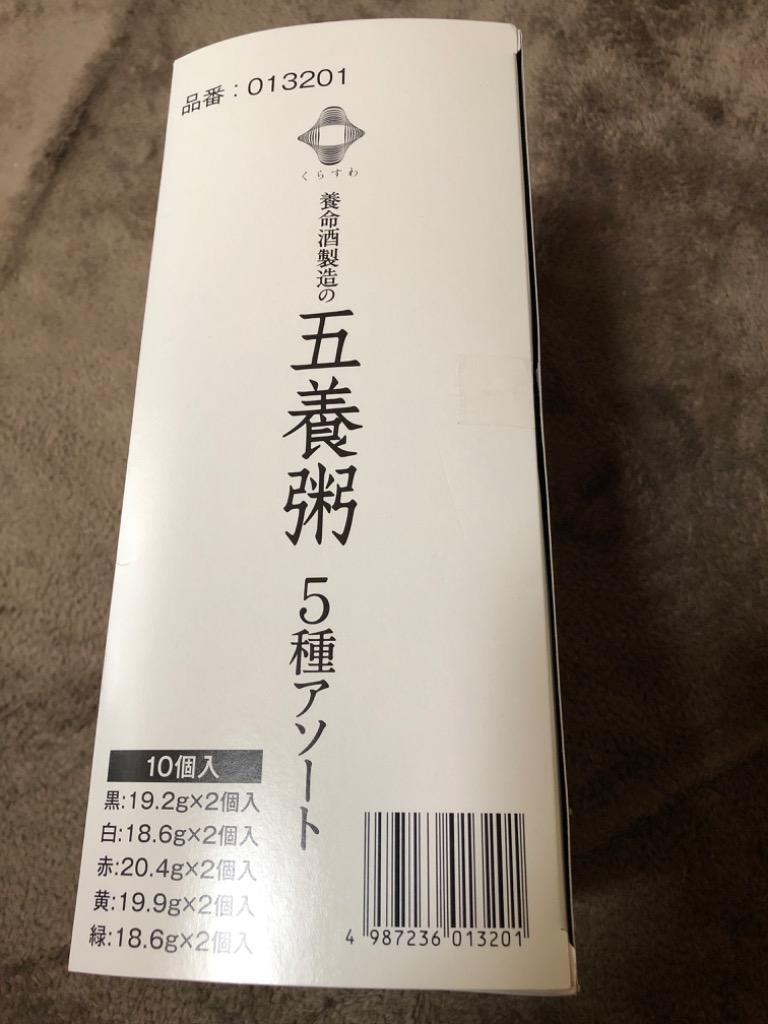 品番：013201
くらすわ
養命酒製造の
五養粥
5種アソート
10個入
黒:19.2g×2個入
白:18.6g×2個入
赤:20.4g×2個入
黄:19.9g×2個入
緑:18.6g×2個入
4 987236 013201